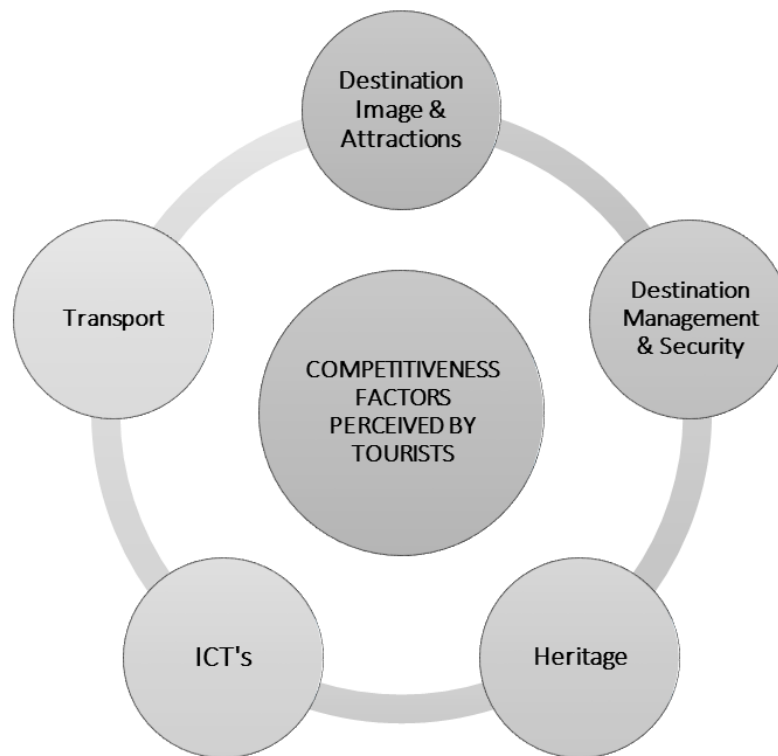 Destination
Image &
Attractions
Destination
Management
& Security
Heritage
ICT's
Transport
COMPETITIVENESS
FACTORS
PERCEIVED BY
TOURISTS